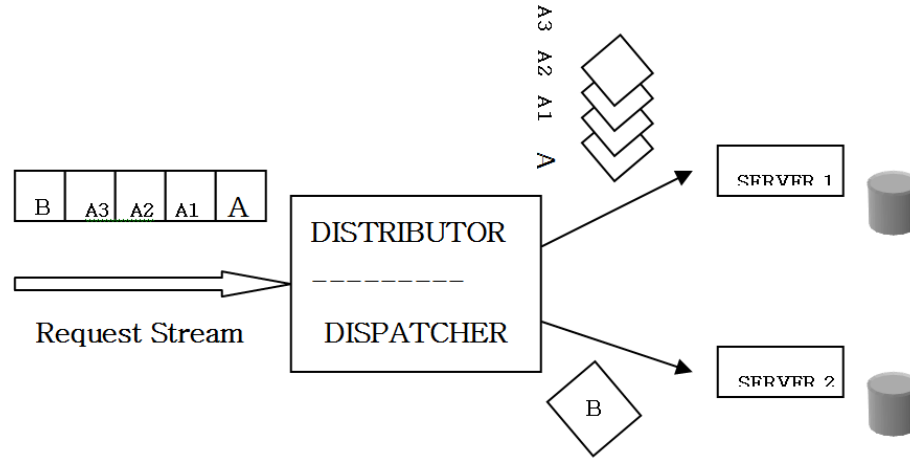 A3 A2 A1 A
B A3 A2 A1 A
DISTRIBUTOR
---------
DISPATCHER
Request Stream
SERVER 1
SERVER 2
B